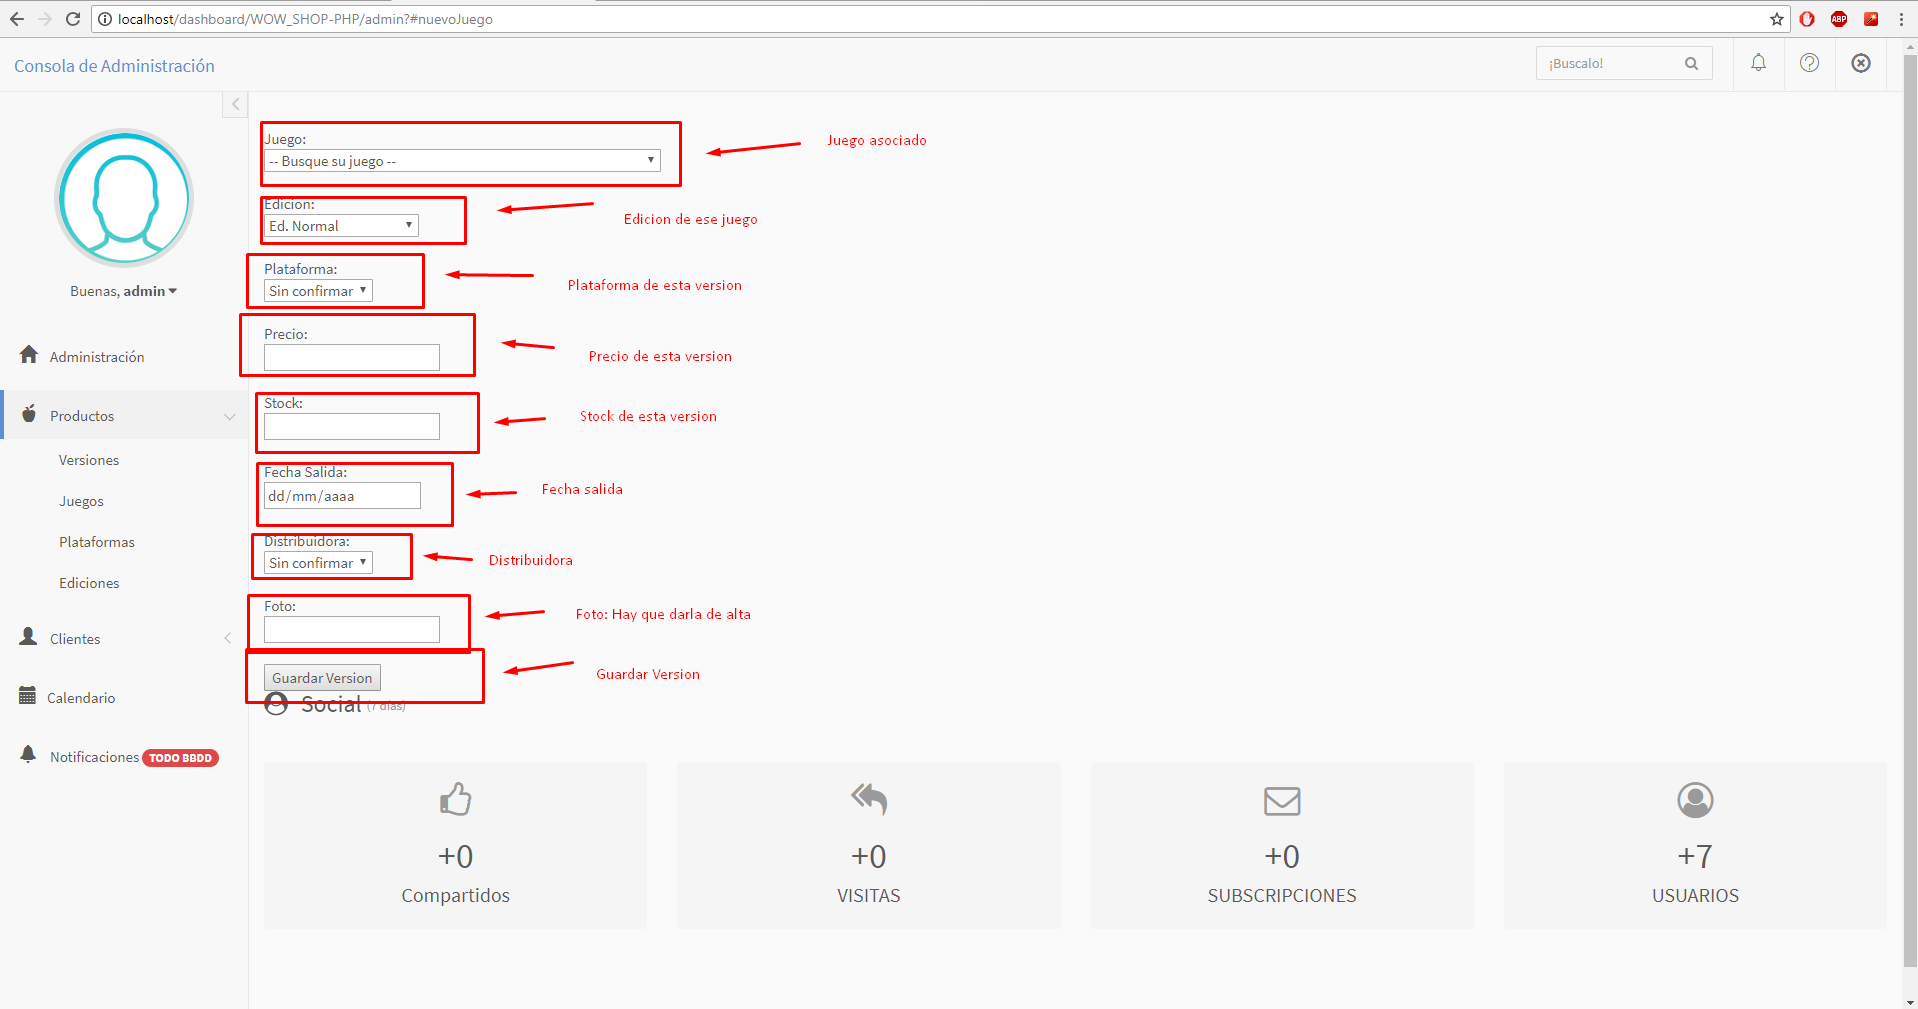 localhost/dashboard/WOW_SHOP-PHP/admin?#nuevoJuego
ABP
Consola de Administración
¡Buscalo!
Buenas, admin
Administración
Productos
Versiones
Juegos
Plataformas
Ediciones
Clientes
Calendario
Notificaciones TODO BBDD
Juego:
-- Busque su juego --
Juego asociado
Edicion:
Ed. Normal
Edicion de ese juego
Plataforma:
Sin confirmar
Plataforma de esta version
Precio:
Precio de esta version
Stock:
Stock de esta version
Fecha Salida:
dd/mm/aaaa
Fecha salida
Distribuidora:
Sin confirmar
Distribuidora
Foto:
Foto: Hay que darla de alta
Guardar Version
Guardar Version
Social (7 días)
+0
Compartidos
+0
VISITAS
+0
SUBSCRIPCIONES
+7
USUARIOS